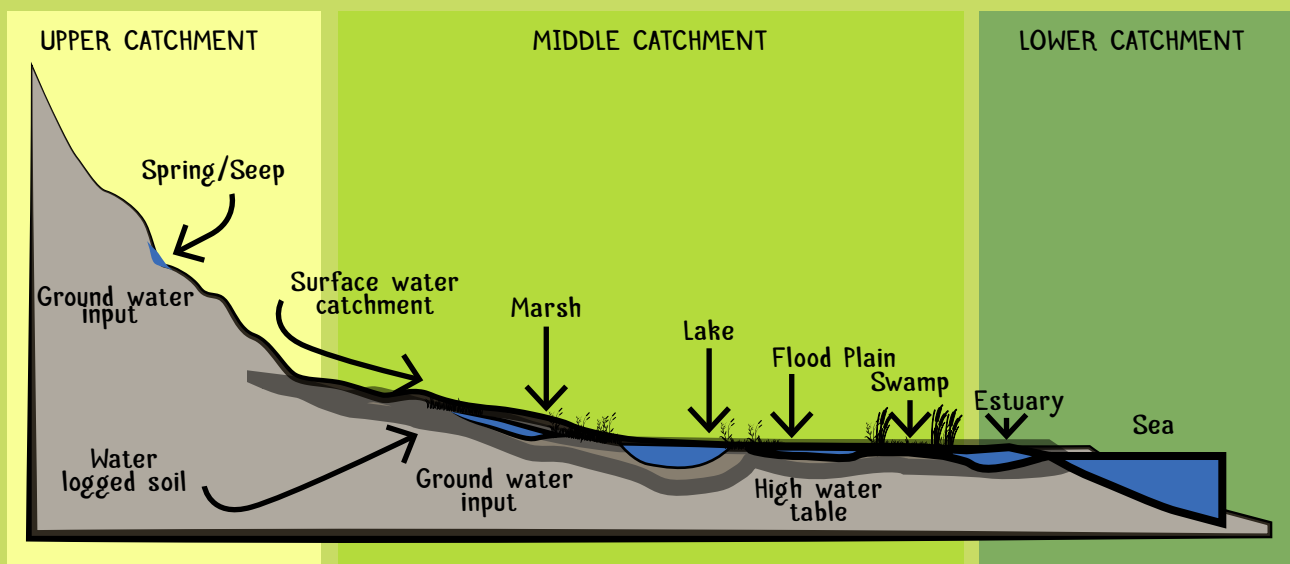 UPPER CATCHMENT
MIDDLE CATCHMENT
LOWER CATCHMENT
Spring/Seep
Ground water
input
Surface water
catchment
Marsh
Lake
Flood Plain
Swamp
Estuary
Sea
Water
logged soil
Ground water
input
High water
table